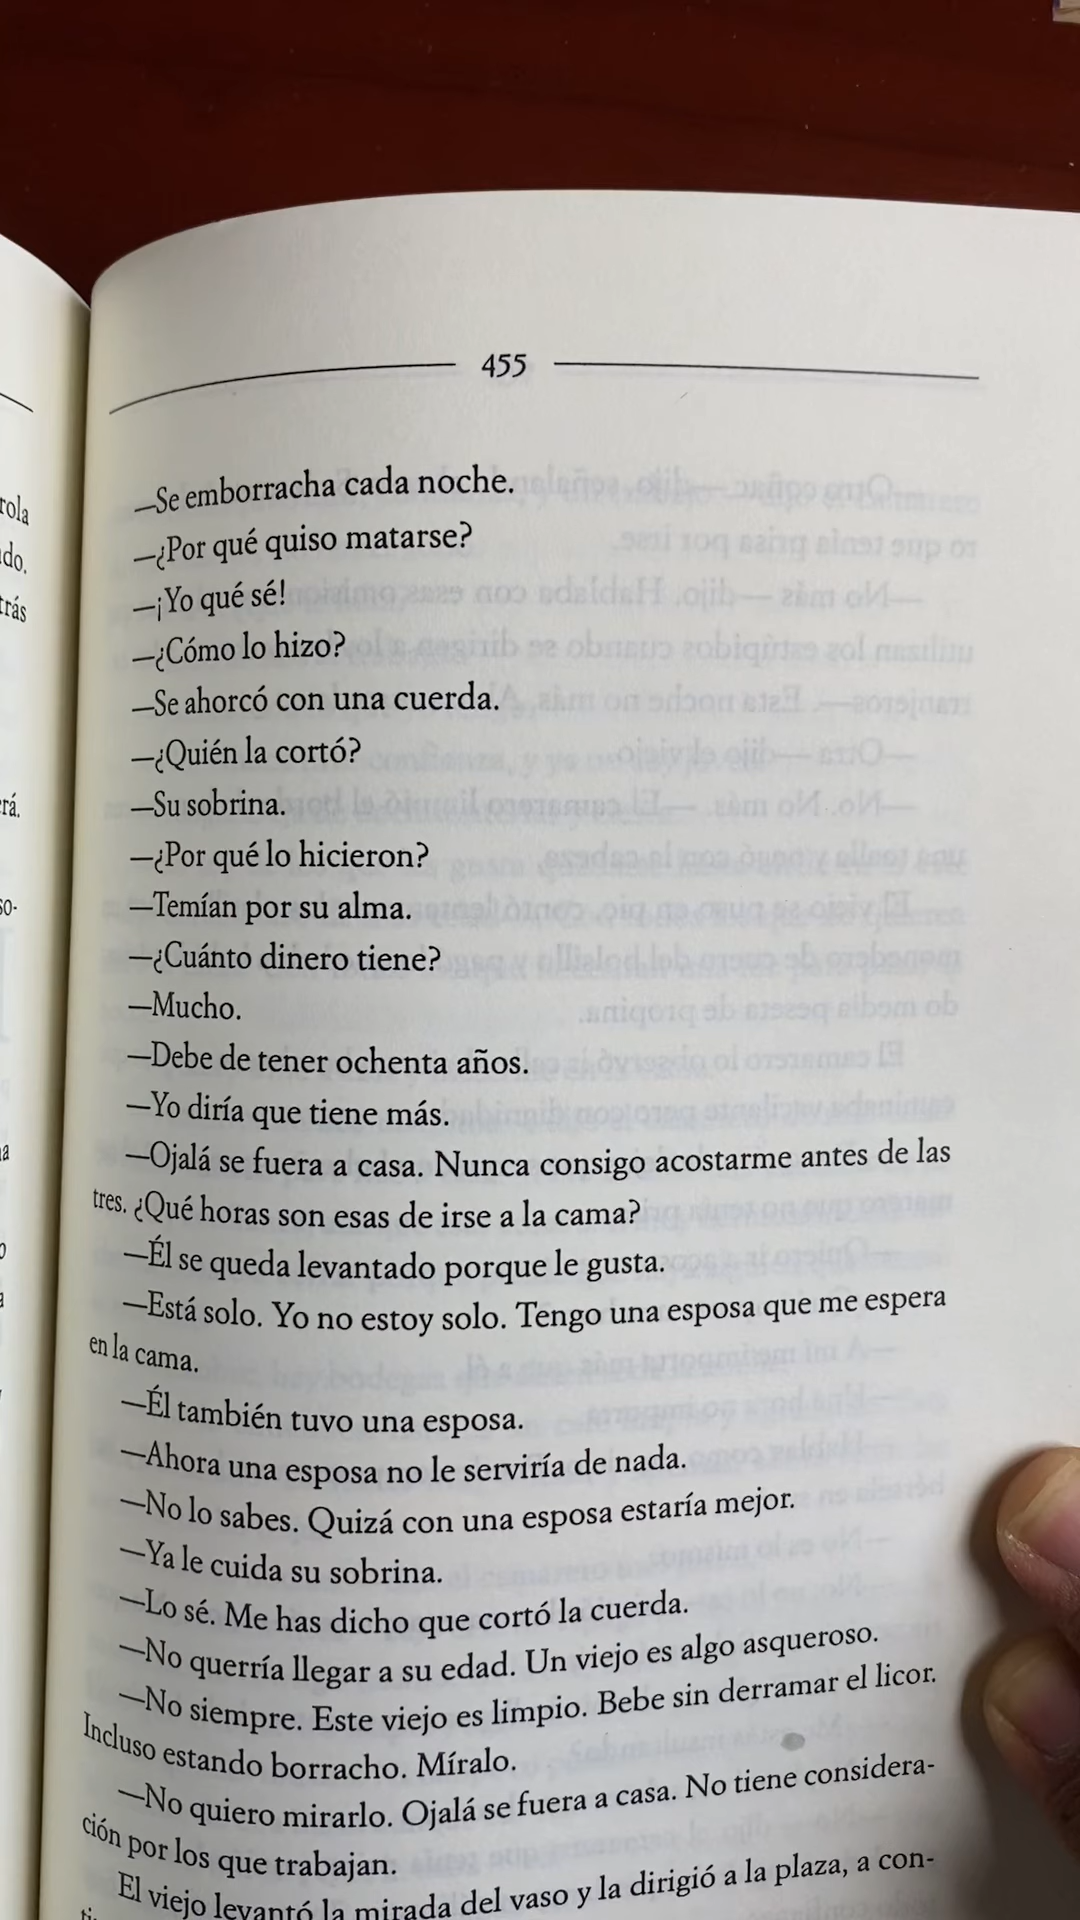 455
—Se emborracha cada noche.
—¿Por qué quiso matarse?
—¡Yo qué sé!
—¿Cómo lo hizo?
—Se ahorcó con una cuerda.
—¿Quién la cortó?
—Su sobrina.
—¿Por qué lo hicieron?
—Temían por su alma.
—¿Cuánto dinero tiene?
—Mucho.
—Debe de tener ochenta años.
—Yo diría que tiene más.
—Ojalá se fuera a casa. Nunca consigo acostarme antes de las
tres. ¿Qué horas son esas de irse a la cama?
—Él se queda levantado porque le gusta.
—Está solo. Yo no estoy solo. Tengo una esposa que me espera
en la cama.
—Él también tuvo una esposa.
—Ahora una esposa no le serviría de nada.
—No lo sabes. Quizá con una esposa estaría mejor.
—Ya le cuida su sobrina.
—Lo sé. Me has dicho que cortó la cuerda.
—No querría llegar a su edad. Un viejo es algo asqueroso.
—No siempre. Este viejo es limpio. Bebe sin derramar el licor.
Incluso estando borracho. Míralo.
—No quiero mirarlo. Ojalá se fuera a casa. No tiene considera-
ción por los que trabajan.
El viejo levantó la mirada del vaso y la dirigió a la plaza, a con-